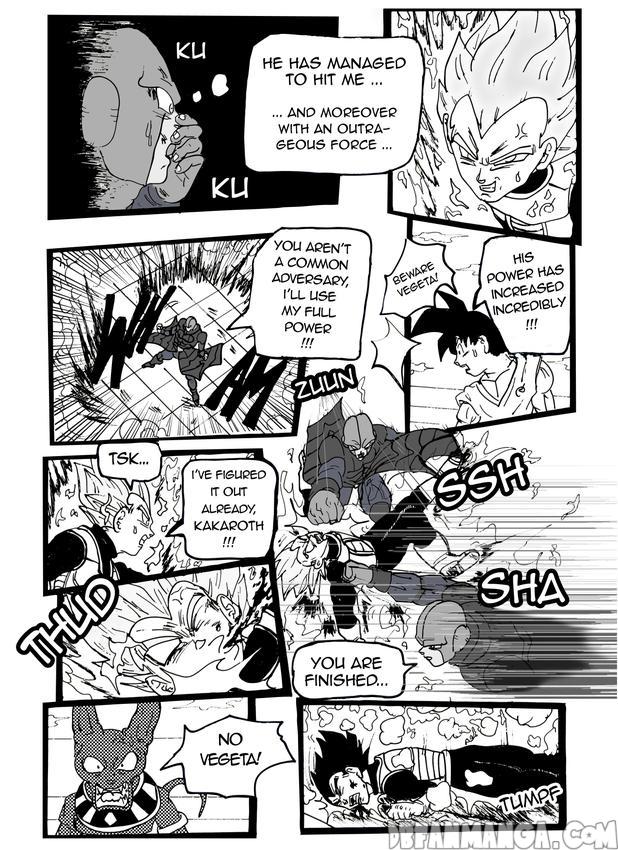 KU
KU
HE HAS MANAGED
TO HIT ME ...
... AND MOREOVER
WITH AN OUTRA-
GEOUS FORCE ...
WH
AM
YOU AREN'T
A COMMON
ADVERSARY,
I'LL USE
MY FULL
POWER
!!!
BEWARE
VEGETA!
HIS
POWER HAS
INCREASED
INCREDIBLY
!!!
ZUUN
TSK...
I'VE FIGURED
IT OUT
ALREADY,
KAKAROTH
!!!
SSH
SHA
THUD
YOU ARE
FINISHED...
NO
VEGETA!
TUMPF
DBFANMANGA.COM